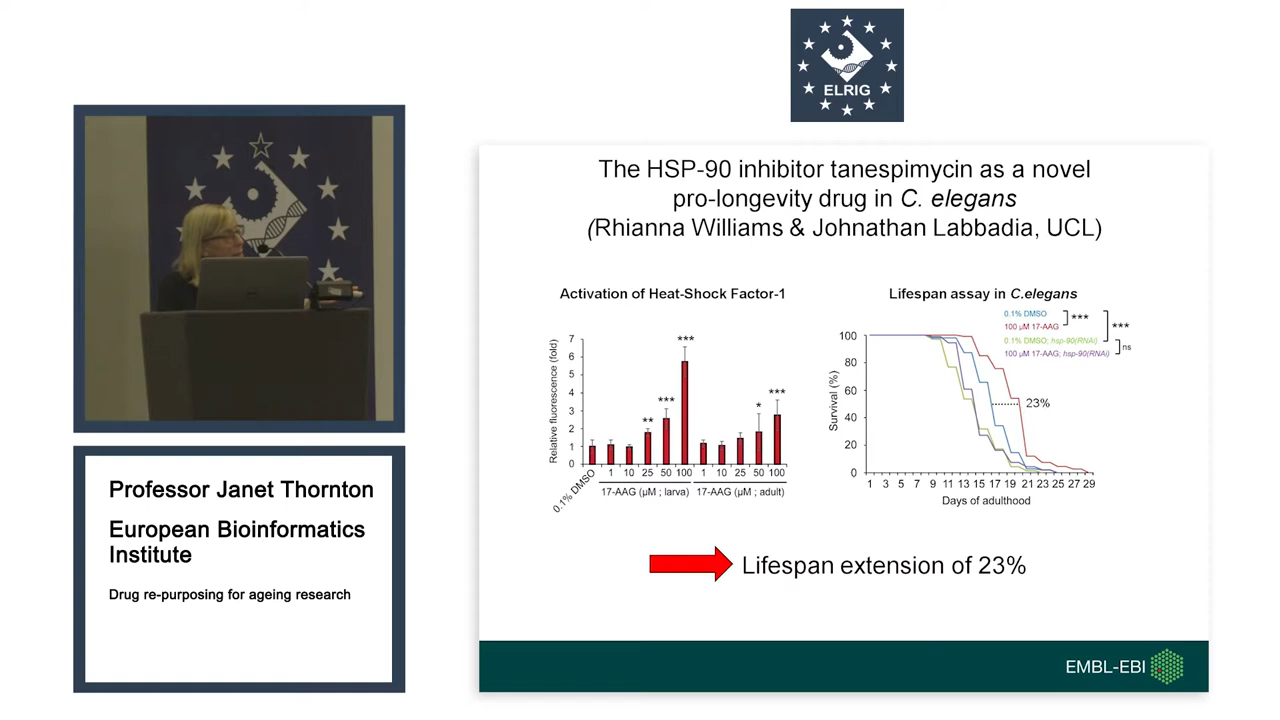 ELRIG
The HSP-90 inhibitor tanespimycin as a novel
pro-longevity drug in C. elegans
(Rhianna Williams & Johnathan Labbadia, UCL)
Activation of Heat-Shock Factor-1
Relative fluorescence (fold)
7
6
5
4
3
2
1
0
**
***
***
*
***
0.1% DMSO
1 10 25 50 100 1 10 25 50 100
17-AAG (µM ; larva) 17-AAG (µM ; adult)
Lifespan assay in C.elegans
0.1% DMSO
100 µM 17-AAG
0.1% DMSO; hsp-90(RNAi)
100 µM 17-AAG; hsp-90(RNAi)
***
***
ns
Survival (%)
100
80
60
40
20
0
23%
1 3 5 7 9 11 13 15 17 19 21 23 25 27 29
Days of adulthood
Lifespan extension of 23%
EMBL-EBI
Professor Janet Thornton
European Bioinformatics
Institute
Drug re-purposing for ageing research